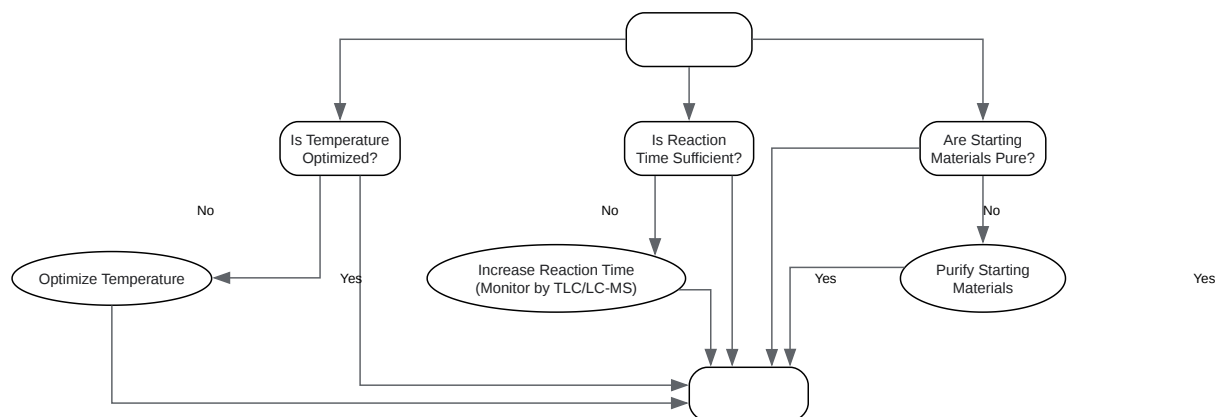 Is Temperature
Optimized?
Is Reaction
Time Sufficient?
Are Starting
Materials Pure?
No
No
No
Optimize Temperature
Yes
Increase Reaction Time
(Monitor by TLC/LC-MS)
Yes
Purify Starting
Materials
Yes